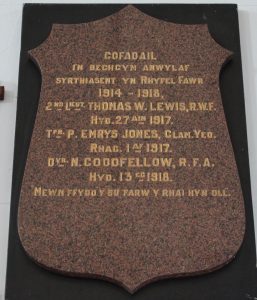 COFADAIL
I'N BECHGYN ANWYLAF
SYRTHIASENT YN RHYFEL FAWR
1914 - 1918.
2ND LIEUT THOMAS W. LEWIS, R.W.F.
HYD. 27AIN 1917.
TPR P. EMRYS JONES, GLAM. YEO.
RHAG. 1AF 1917.
DVR N. GOODFELLOW, R.F.A.
HYD. 13EG 1918.
MEWN FFYDD Y BU FARW Y RHAI HYN OLL.